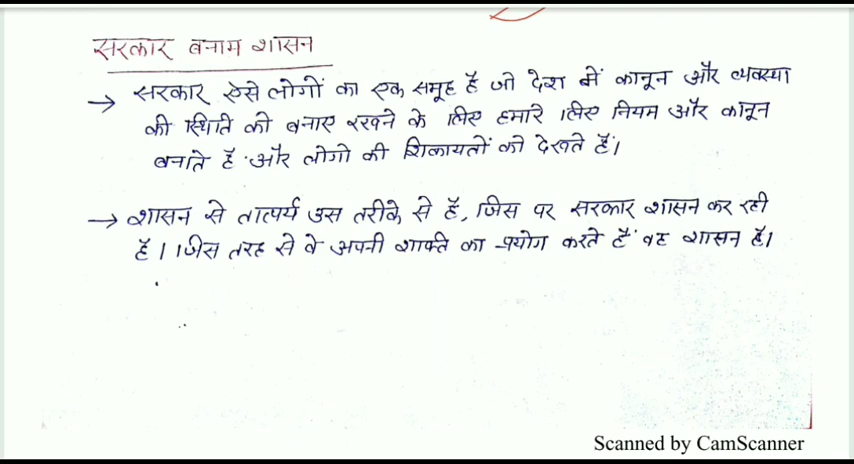 सरकार बनाम शासन
→ सरकार ऐसे लोगों का एक समूह है जो देश में कानून और व्यवस्था
की स्थिति को बनाए रखने के लिए हमारे लिए नियम और कानून
बनाते है और लोगो की शिकायतों को देखते हैं।
→ शासन से तात्पर्य उस तरीके से है, जिस पर सरकार शासन कर रही
है। जिस तरह से वे अपनी शक्ति का प्रयोग करते हैं वह शासन है।
Scanned by CamScanner